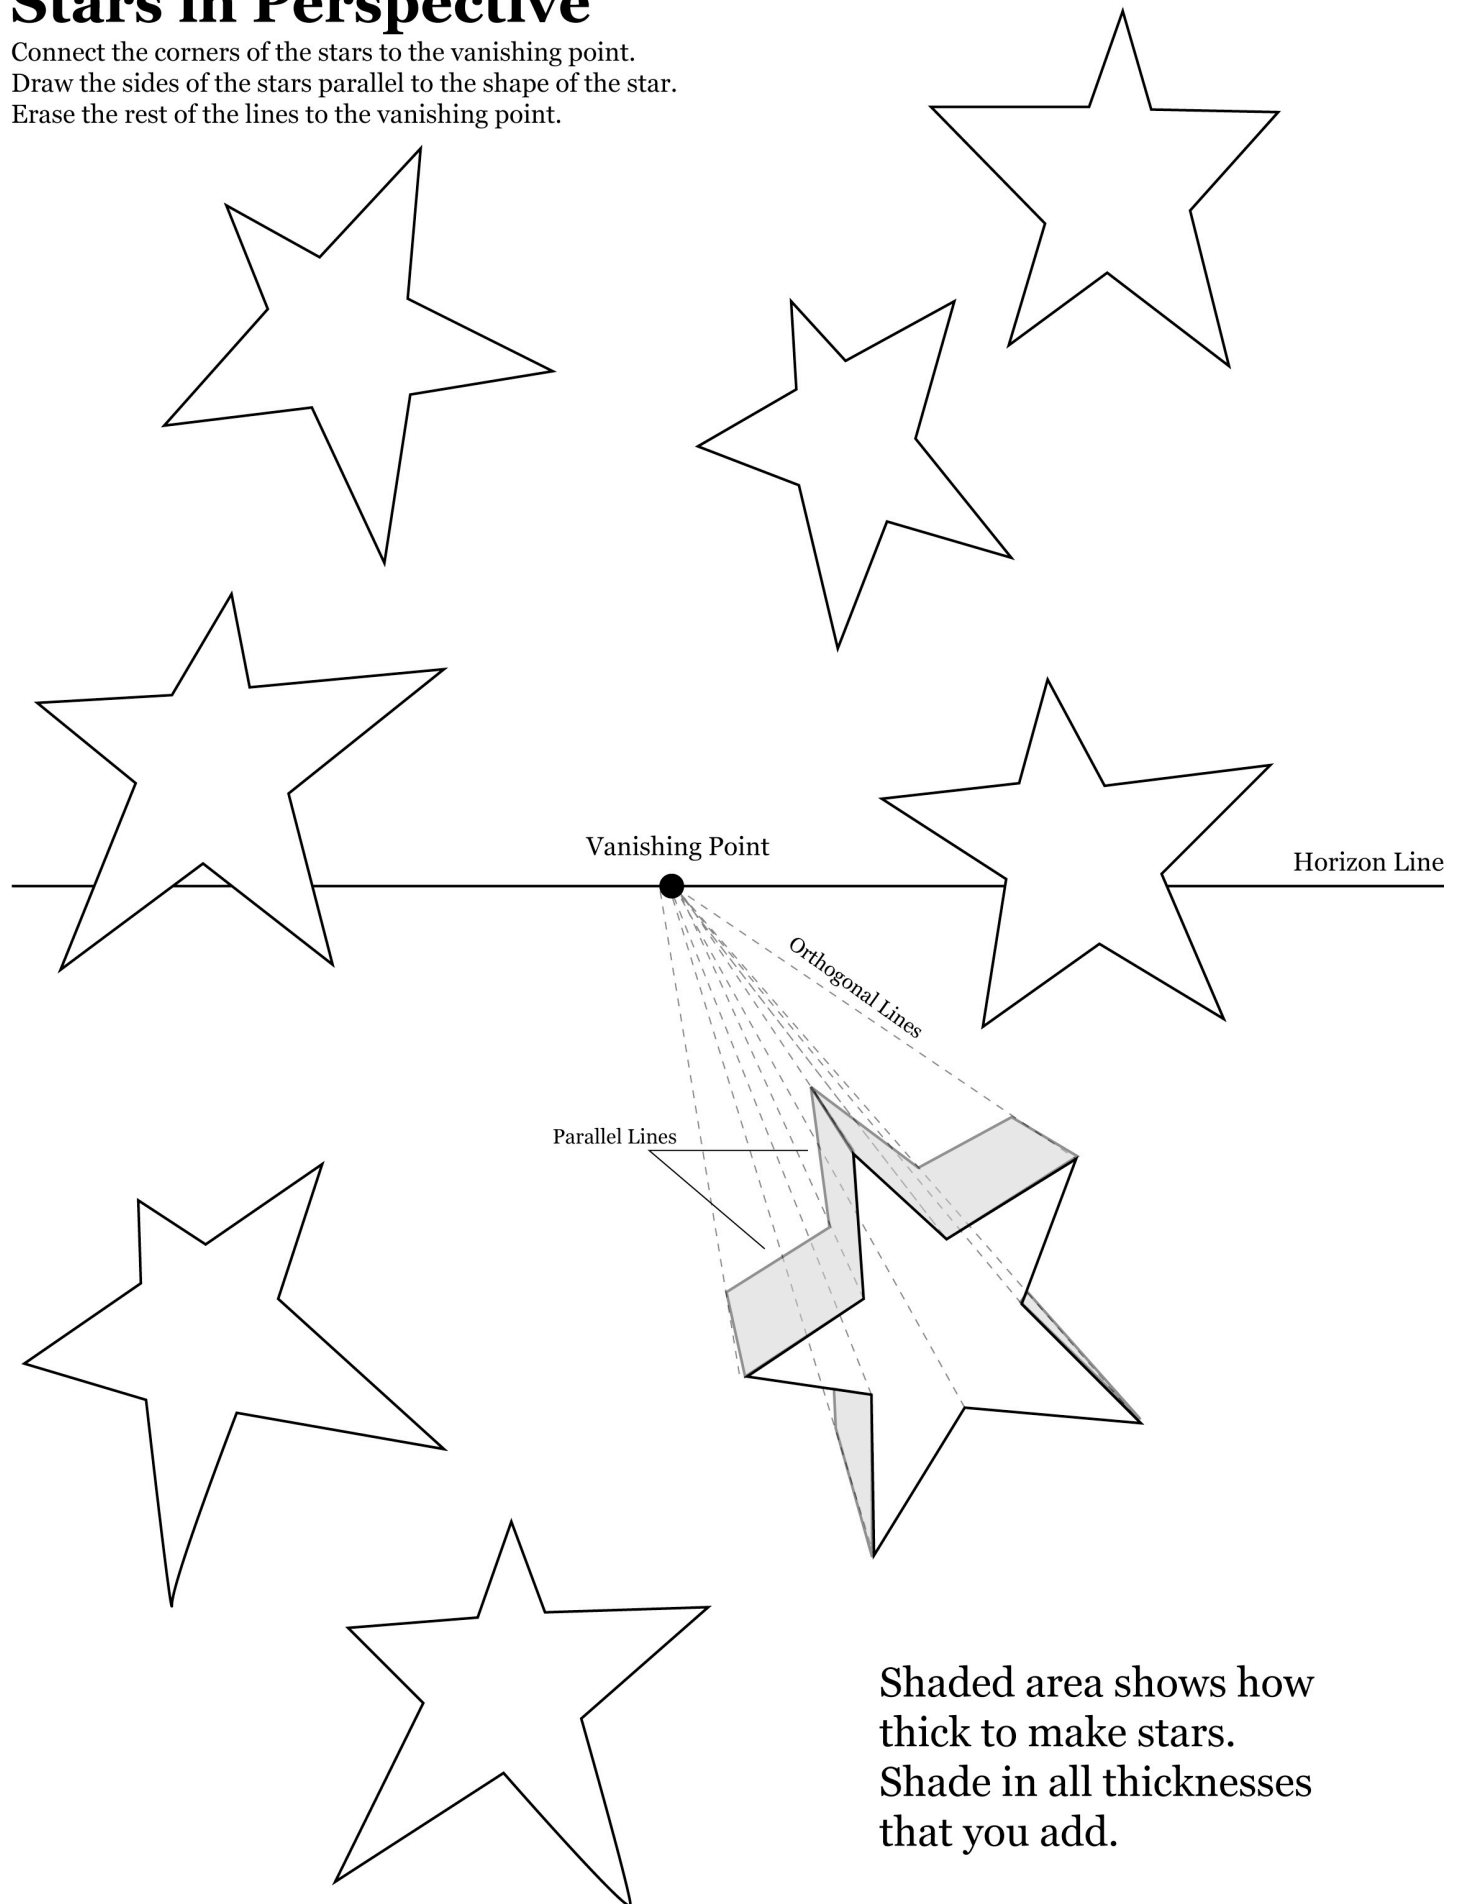 Stars in Perspective
Connect the corners of the stars to the vanishing point.
Draw the sides of the stars parallel to the shape of the star.
Erase the rest of the lines to the vanishing point.
Vanishing Point
Horizon Line
Orthogonal Lines
Parallel Lines
Shaded area shows how
thick to make stars.
Shade in all thicknesses
that you add.